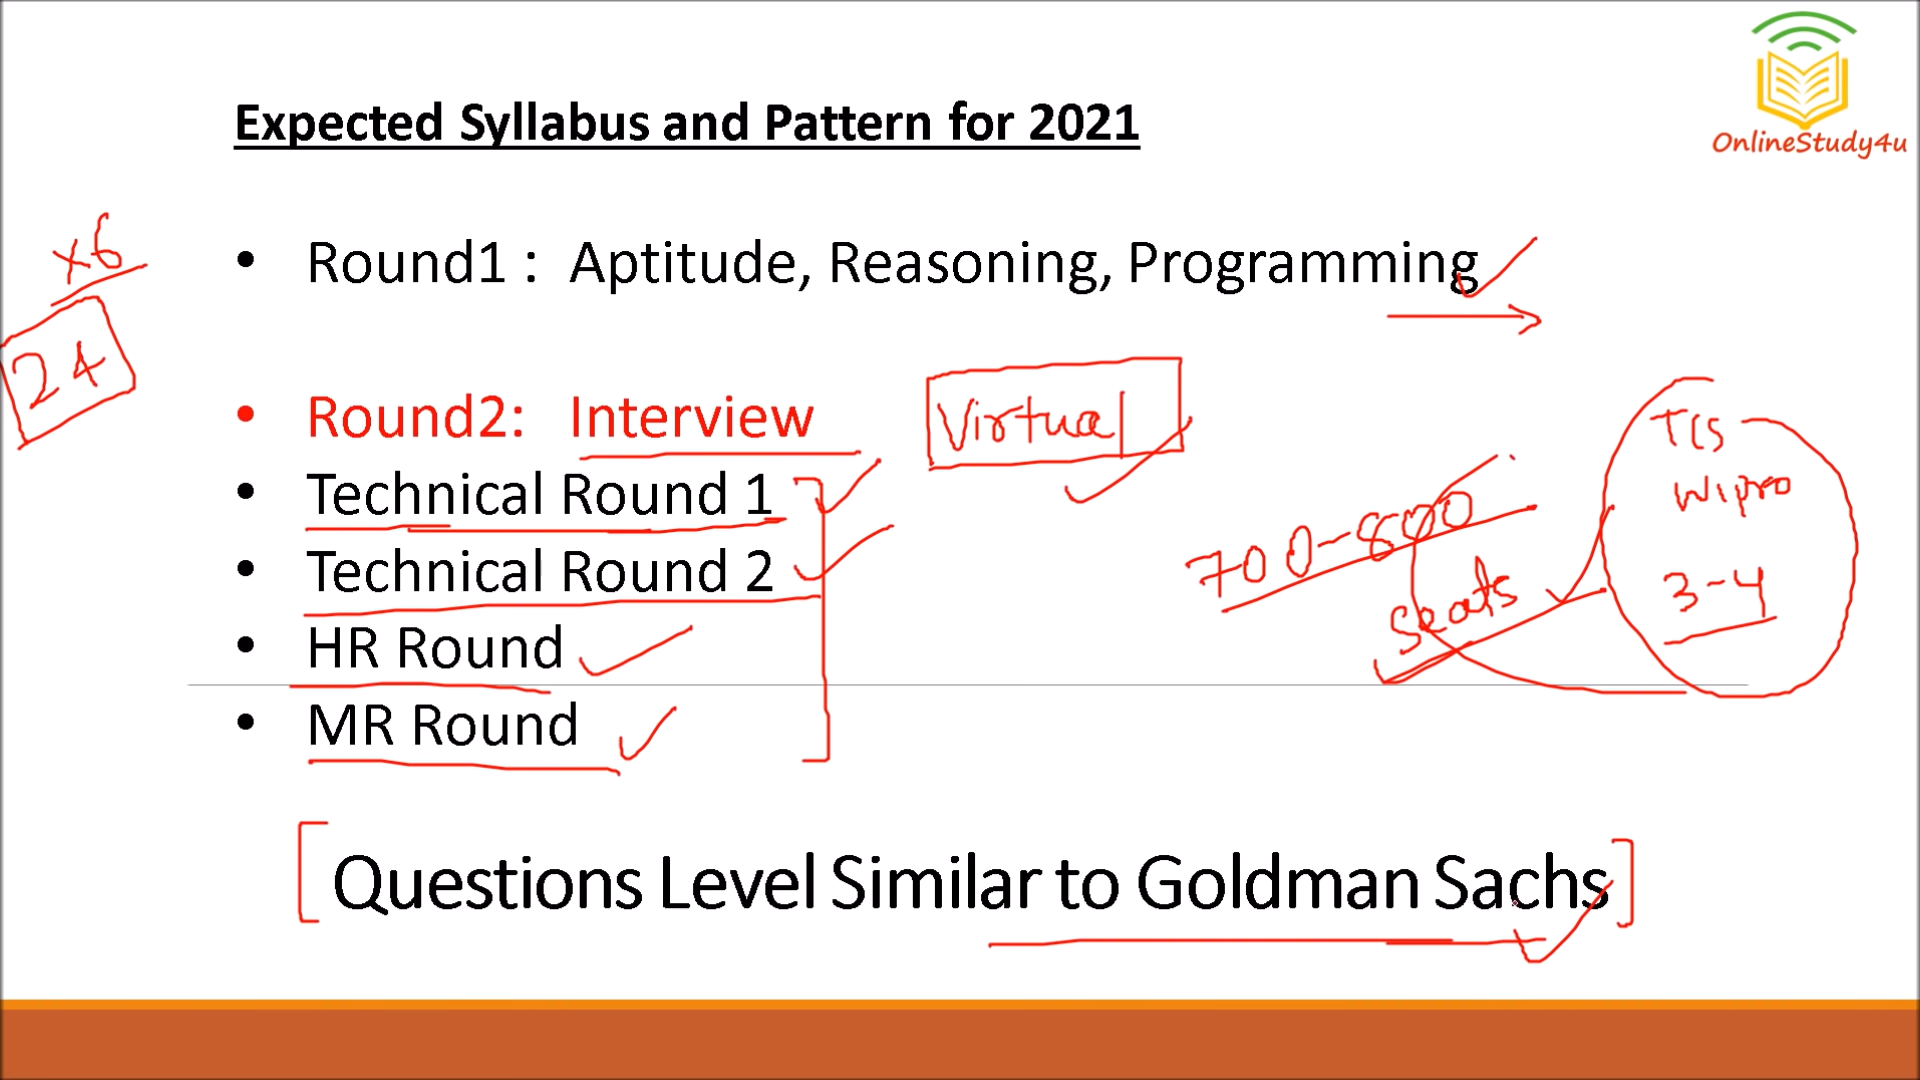 OnlineStudy4u
Expected Syllabus and Pattern for 2021
x6
24
• Round1 : Aptitude, Reasoning, Programming
• Round2: Interview
Virtual
• Technical Round 1
• Technical Round 2
• HR Round
• MR Round
700-800
Seats
TCS
Wipro
3-4
[Questions Level Similar to Goldman Sachs]